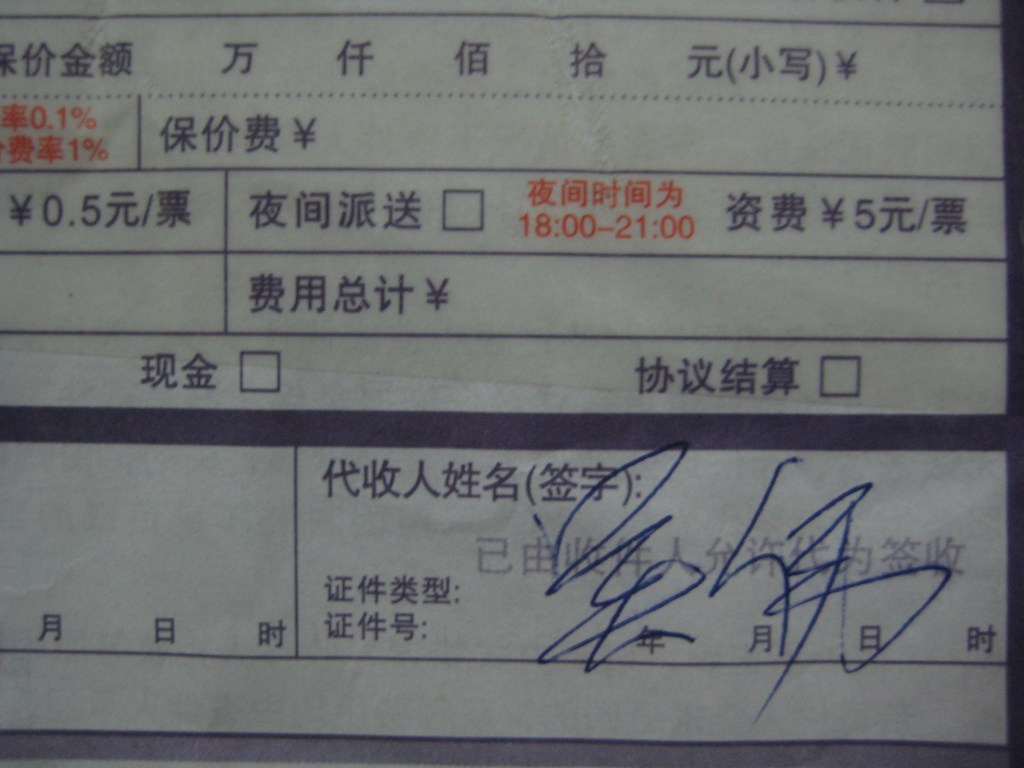 保价金额 万 仟 佰 拾 元(小写)¥
率0.1%
费率1%
保价费¥
¥0.5元/票
夜间派送
夜间时间为
18:00–21:00
资费¥5元/票
费用总计¥
现金 协议结算
代收人姓名(签字):
已由收件人允许代为签收
证件类型:
证件号:
月 日 时
年 月 日 时